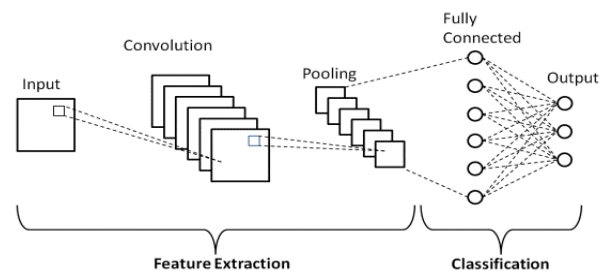 Input
Convolution
Pooling
Fully
Connected
Output
Feature Extraction
Classification